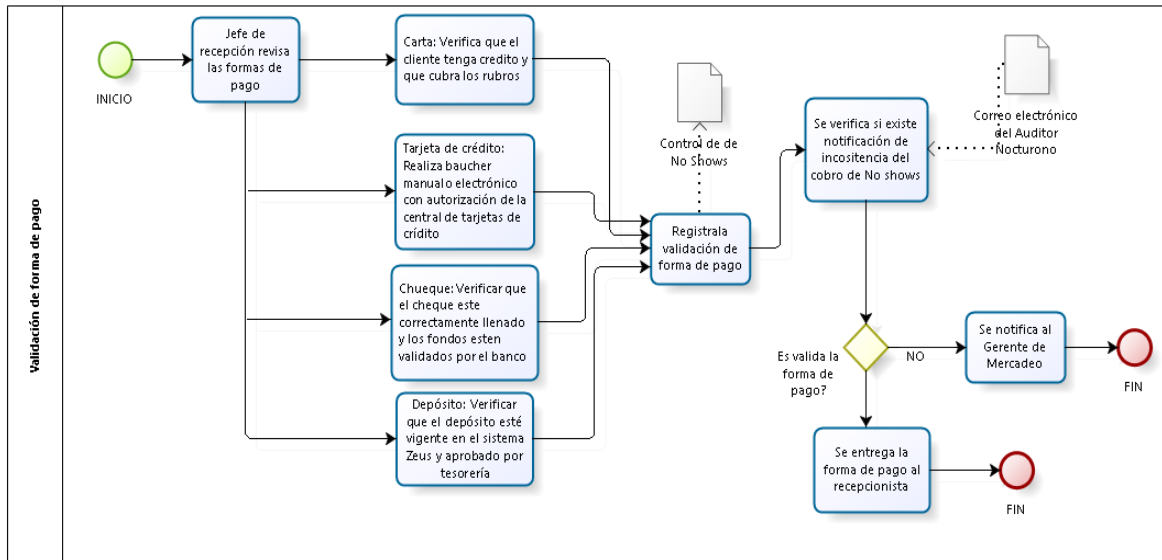 Validación de forma de pago
INICIO
Jefe de
recepción revisa
las formas de
pago
Carta: Verifica que el
cliente tenga credito y
que cubra los rubros
Tarjeta de crédito:
Realiza baucher
manualo electrónico
con autorización de la
central de tarjetas de
crédito
Chueque: Verificar que
el cheque este
correctamente llenado
y los fondos esten
validados por el banco
Depósito: Verificar
que el depósito esté
vigente en el sistema
Zeus y aprobado por
tesorería
Control de de
No Shows
Registrala
validación de
forma de pago
Se verifica si existe
notificación de
incositencia del
cobro de No shows
Correo electrónico
del Auditor
Nocturono
Es valida la
forma de
pago?
NO
Se notifica al
Gerente de
Mercadeo
FIN
Se entrega la
forma de pago al
recepcionista
FIN